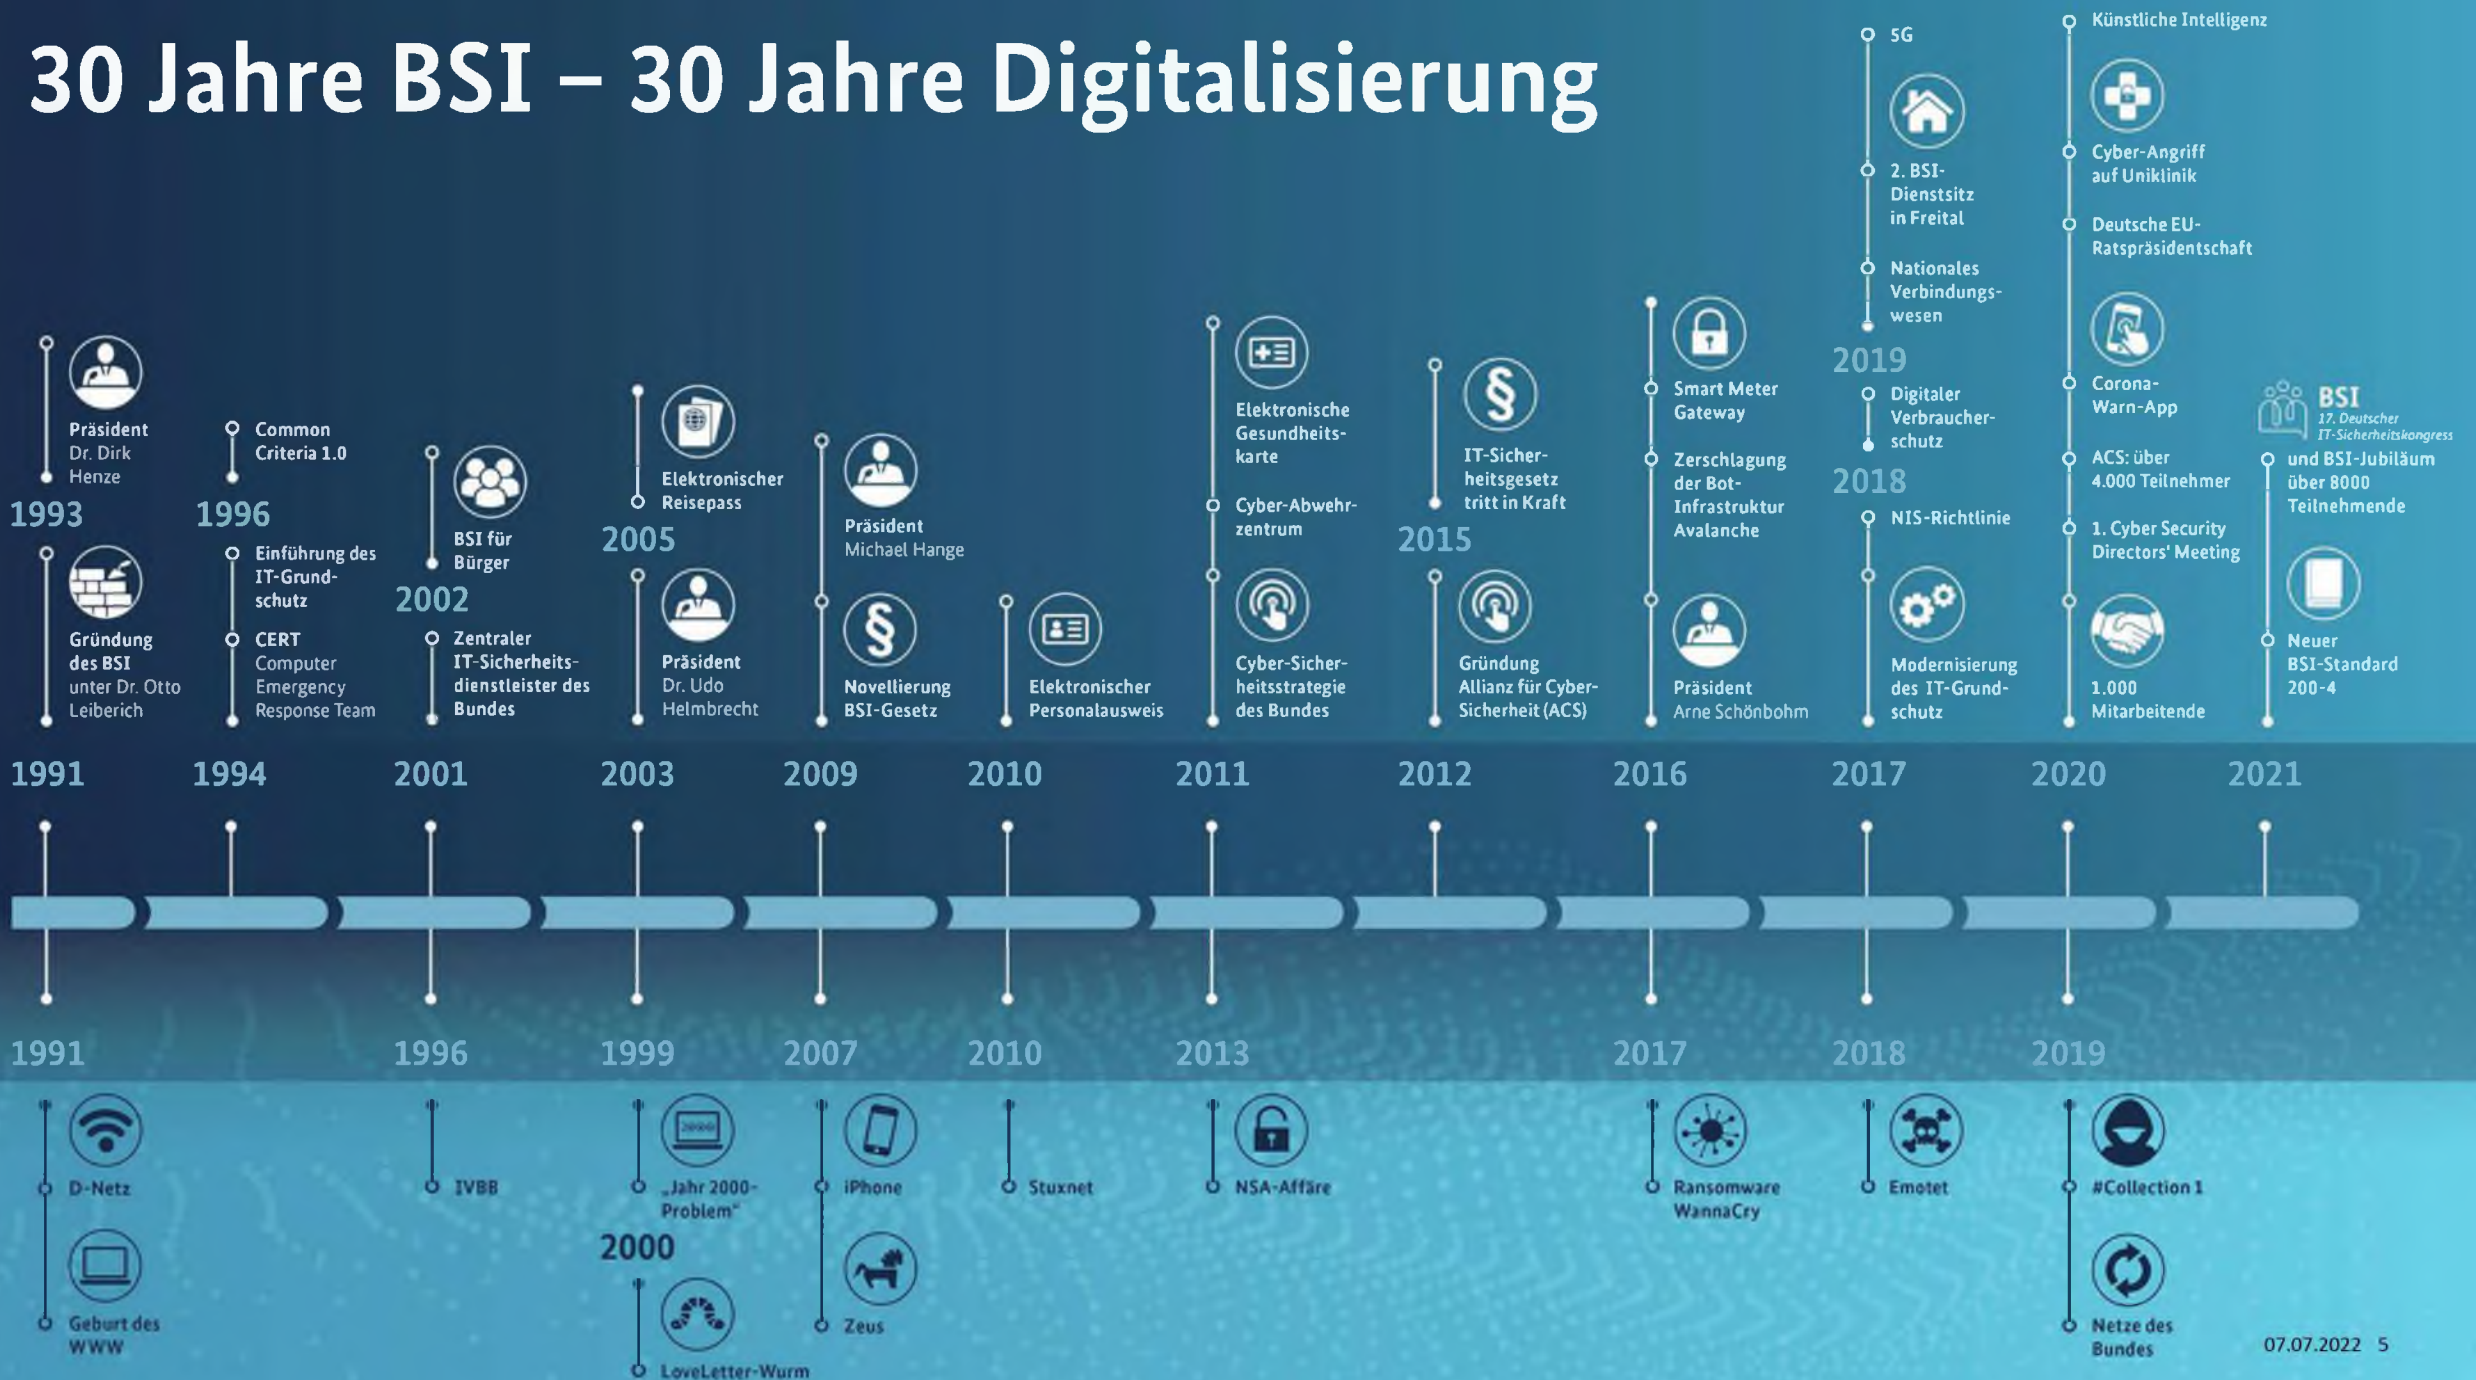 30 Jahre BSI – 30 Jahre Digitalisierung
Präsident
Dr. Dirk
Henze
1993
Gründung
des BSI
unter Dr. Otto
Leiberich
1991
Common
Criteria 1.0
1996
Einführung des
IT-Grund-
schutz
CERT
Computer
Emergency
Response Team
1994
BSI für
Bürger
2002
Zentraler
IT-Sicherheits-
dienstleister des
Bundes
2001
Elektronischer
Reisepass
2005
Präsident
Dr. Udo
Helmbrecht
2003
Präsident
Michael Hange
§
Novellierung
BSI-Gesetz
2009
Elektronischer
Personalausweis
2010
Elektronische
Gesundheits-
karte
Cyber-Abwehr-
zentrum
Cyber-Sicher-
heitsstrategie
des Bundes
2011
§
IT-Sicher-
heitsgesetz
tritt in Kraft
2015
Gründung
Allianz für Cyber-
Sicherheit (ACS)
2012
Smart Meter
Gateway
Zerschlagung
der Bot-
Infrastruktur
Avalanche
Präsident
Arne Schönbohm
2016
5G
2. BSI-
Dienstsitz
in Freital
Nationales
Verbindungs-
wesen
2019
Digitaler
Verbraucher-
schutz
2018
NIS-Richtlinie
Modernisierung
des IT-Grund-
schutz
2017
Künstliche Intelligenz
Cyber-Angriff
auf Uniklinik
Deutsche EU-
Ratspräsidentschaft
Corona-
Warn-App
ACS: über
4.000 Teilnehmer
1. Cyber Security
Directors' Meeting
1.000
Mitarbeitende
2020
BSI
17. Deutscher
IT-Sicherheitskongress
und BSI-Jubiläum
über 8000
Teilnehmende
Neuer
BSI-Standard
200-4
2021
1991
D-Netz
Geburt des
WWW
1996
IVBB
1999
„Jahr 2000-
Problem“
2000
LoveLetter-Wurm
2007
iPhone
Zeus
2010
Stuxnet
2013
NSA-Affäre
2017
Ransomware
WannaCry
2018
Emotet
2019
#Collection 1
Netze des
Bundes
07.07.2022 5